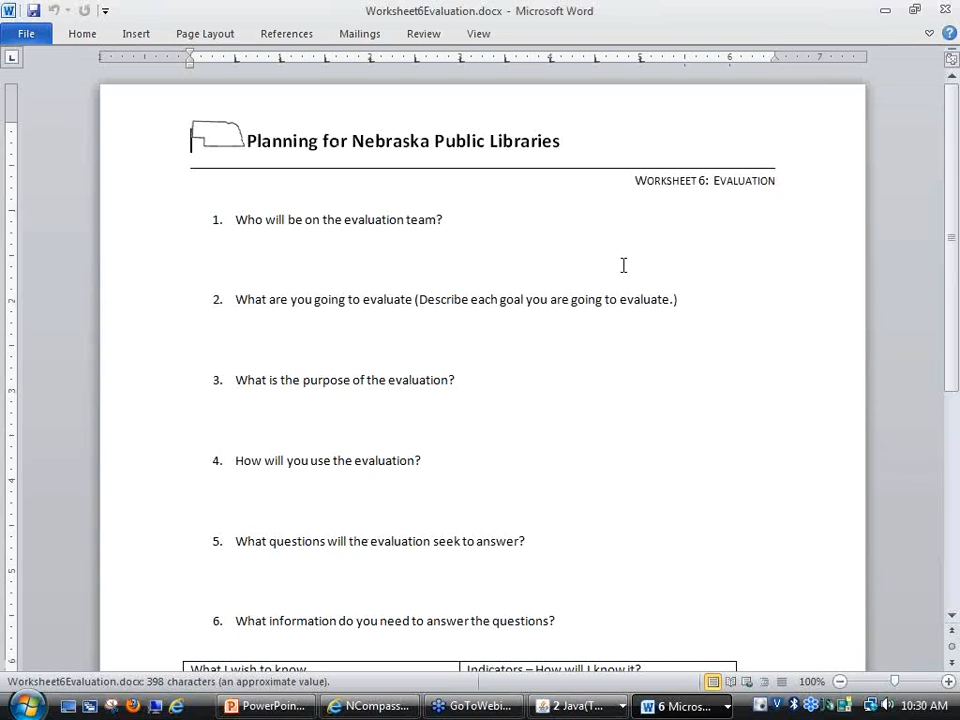 Worksheet6Evaluation.docx - Microsoft Word
File Home Insert Page Layout References Mailings Review View
Planning for Nebraska Public Libraries
WORKSHEET 6: EVALUATION
1. Who will be on the evaluation team?
2. What are you going to evaluate (Describe each goal you are going to evaluate.)
3. What is the purpose of the evaluation?
4. How will you use the evaluation?
5. What questions will the evaluation seek to answer?
6. What information do you need to answer the questions?
What I wish to know Indicators – How will I know it?
Worksheet6Evaluation.docx: 398 characters (an approximate value). 100%
PowerPoin... NCompass... GoToWebi... 2 Java(T... 6 Micros... 10:30 AM